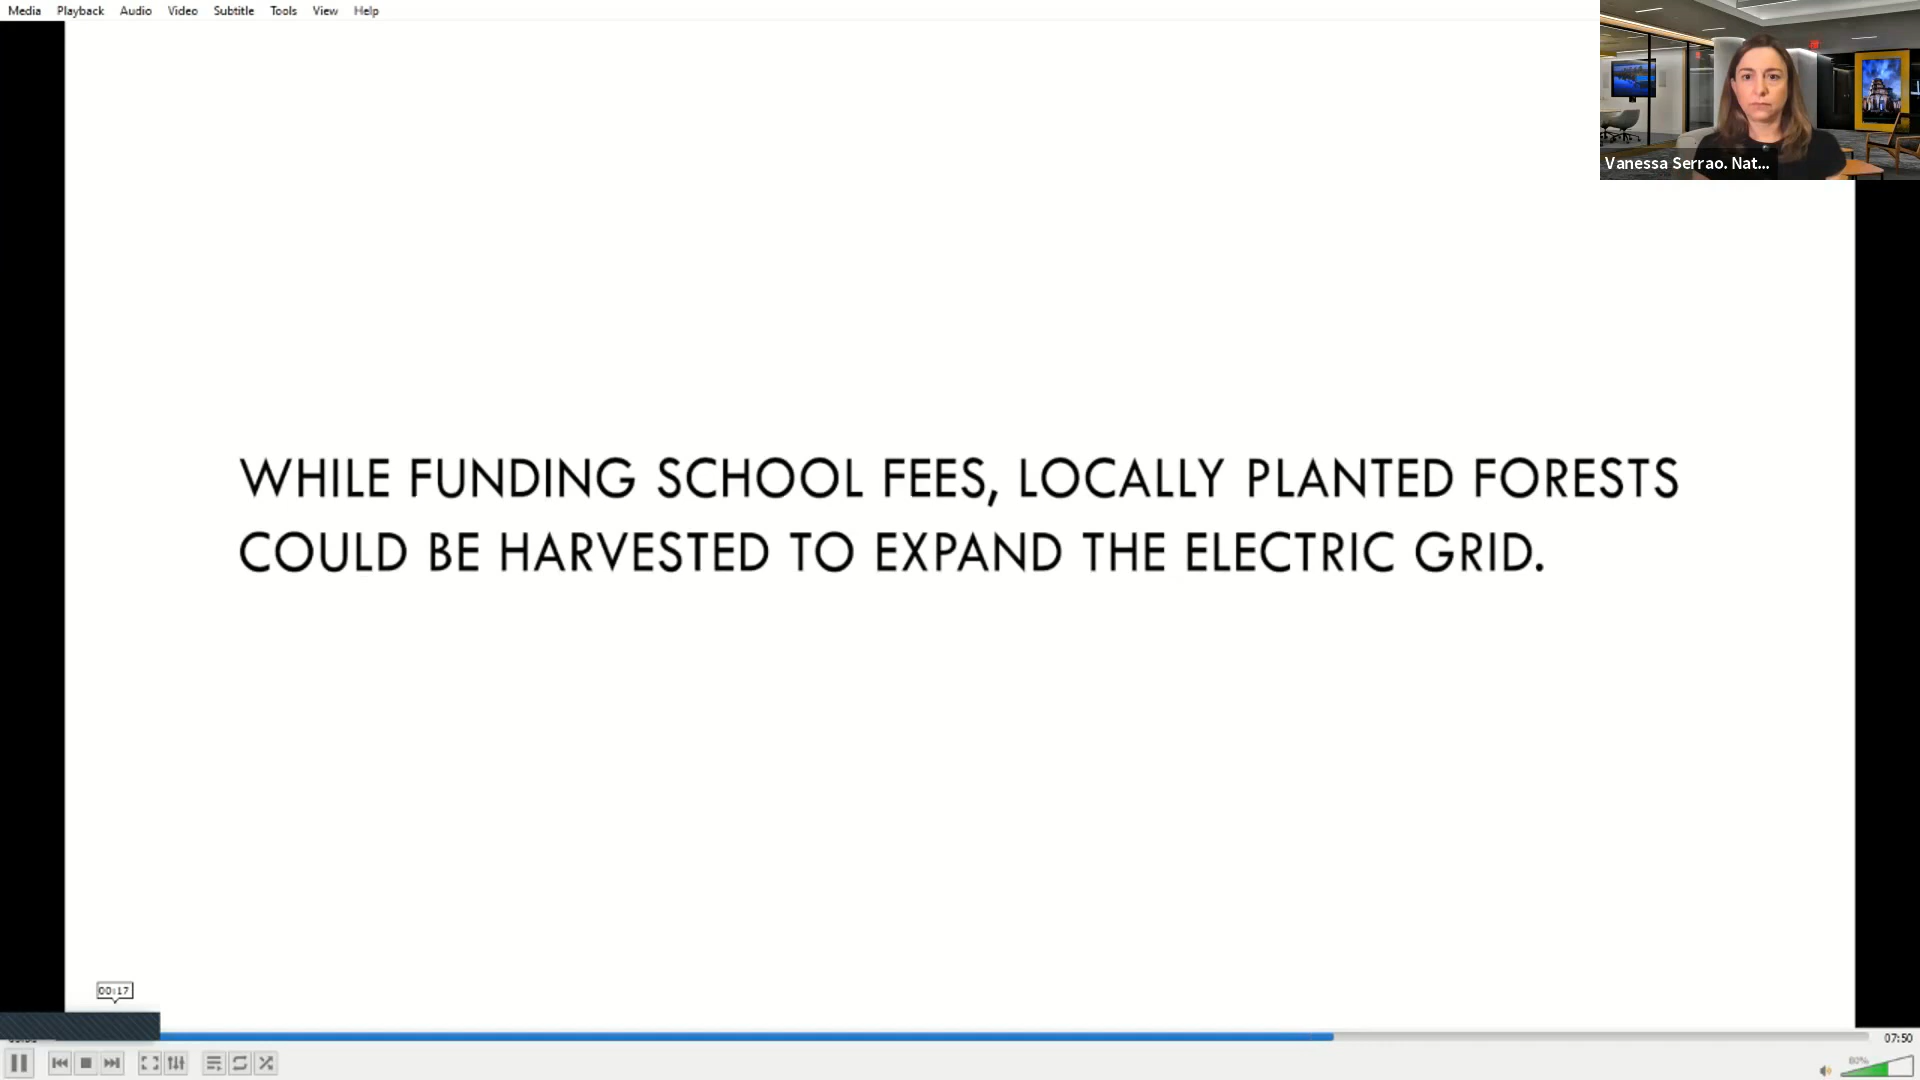 Media Playback Audio Video Subtitle Tools View Help
Vanessa Serrao. Nat...
WHILE FUNDING SCHOOL FEES, LOCALLY PLANTED FORESTS
COULD BE HARVESTED TO EXPAND THE ELECTRIC GRID.
00:17
07:50
80%